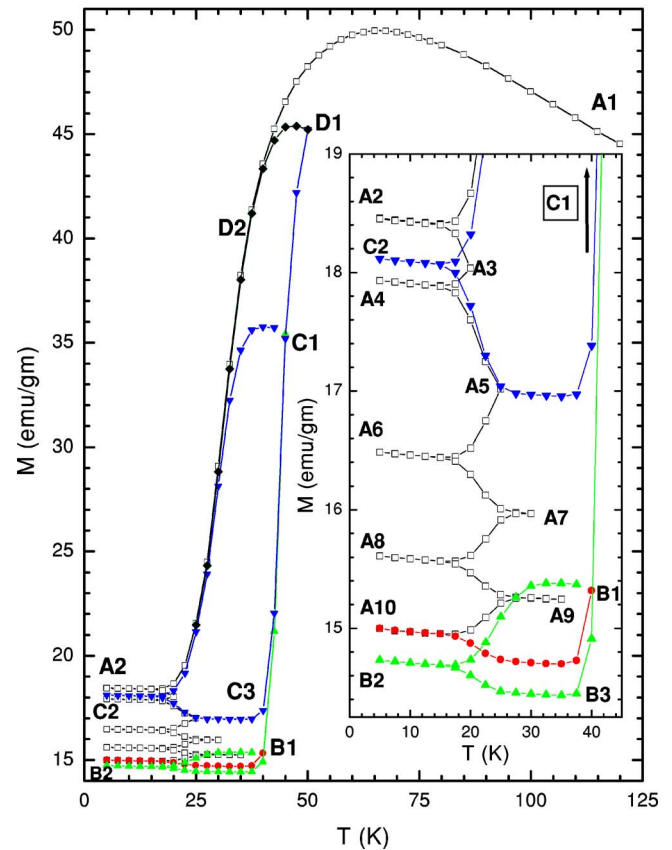 50
45
40
35
30
25
20
15
M (emu/gm)
0
25
50
75
100
125
T (K)
A1
D1
D2
C1
A2
C3
C2
B1
B2
19
18
17
16
15
M (emu/gm)
0
10
20
30
40
T (K)
A2
C1
C2
A3
A4
A5
A6
A7
A8
A9
A10
B1
B2
B3